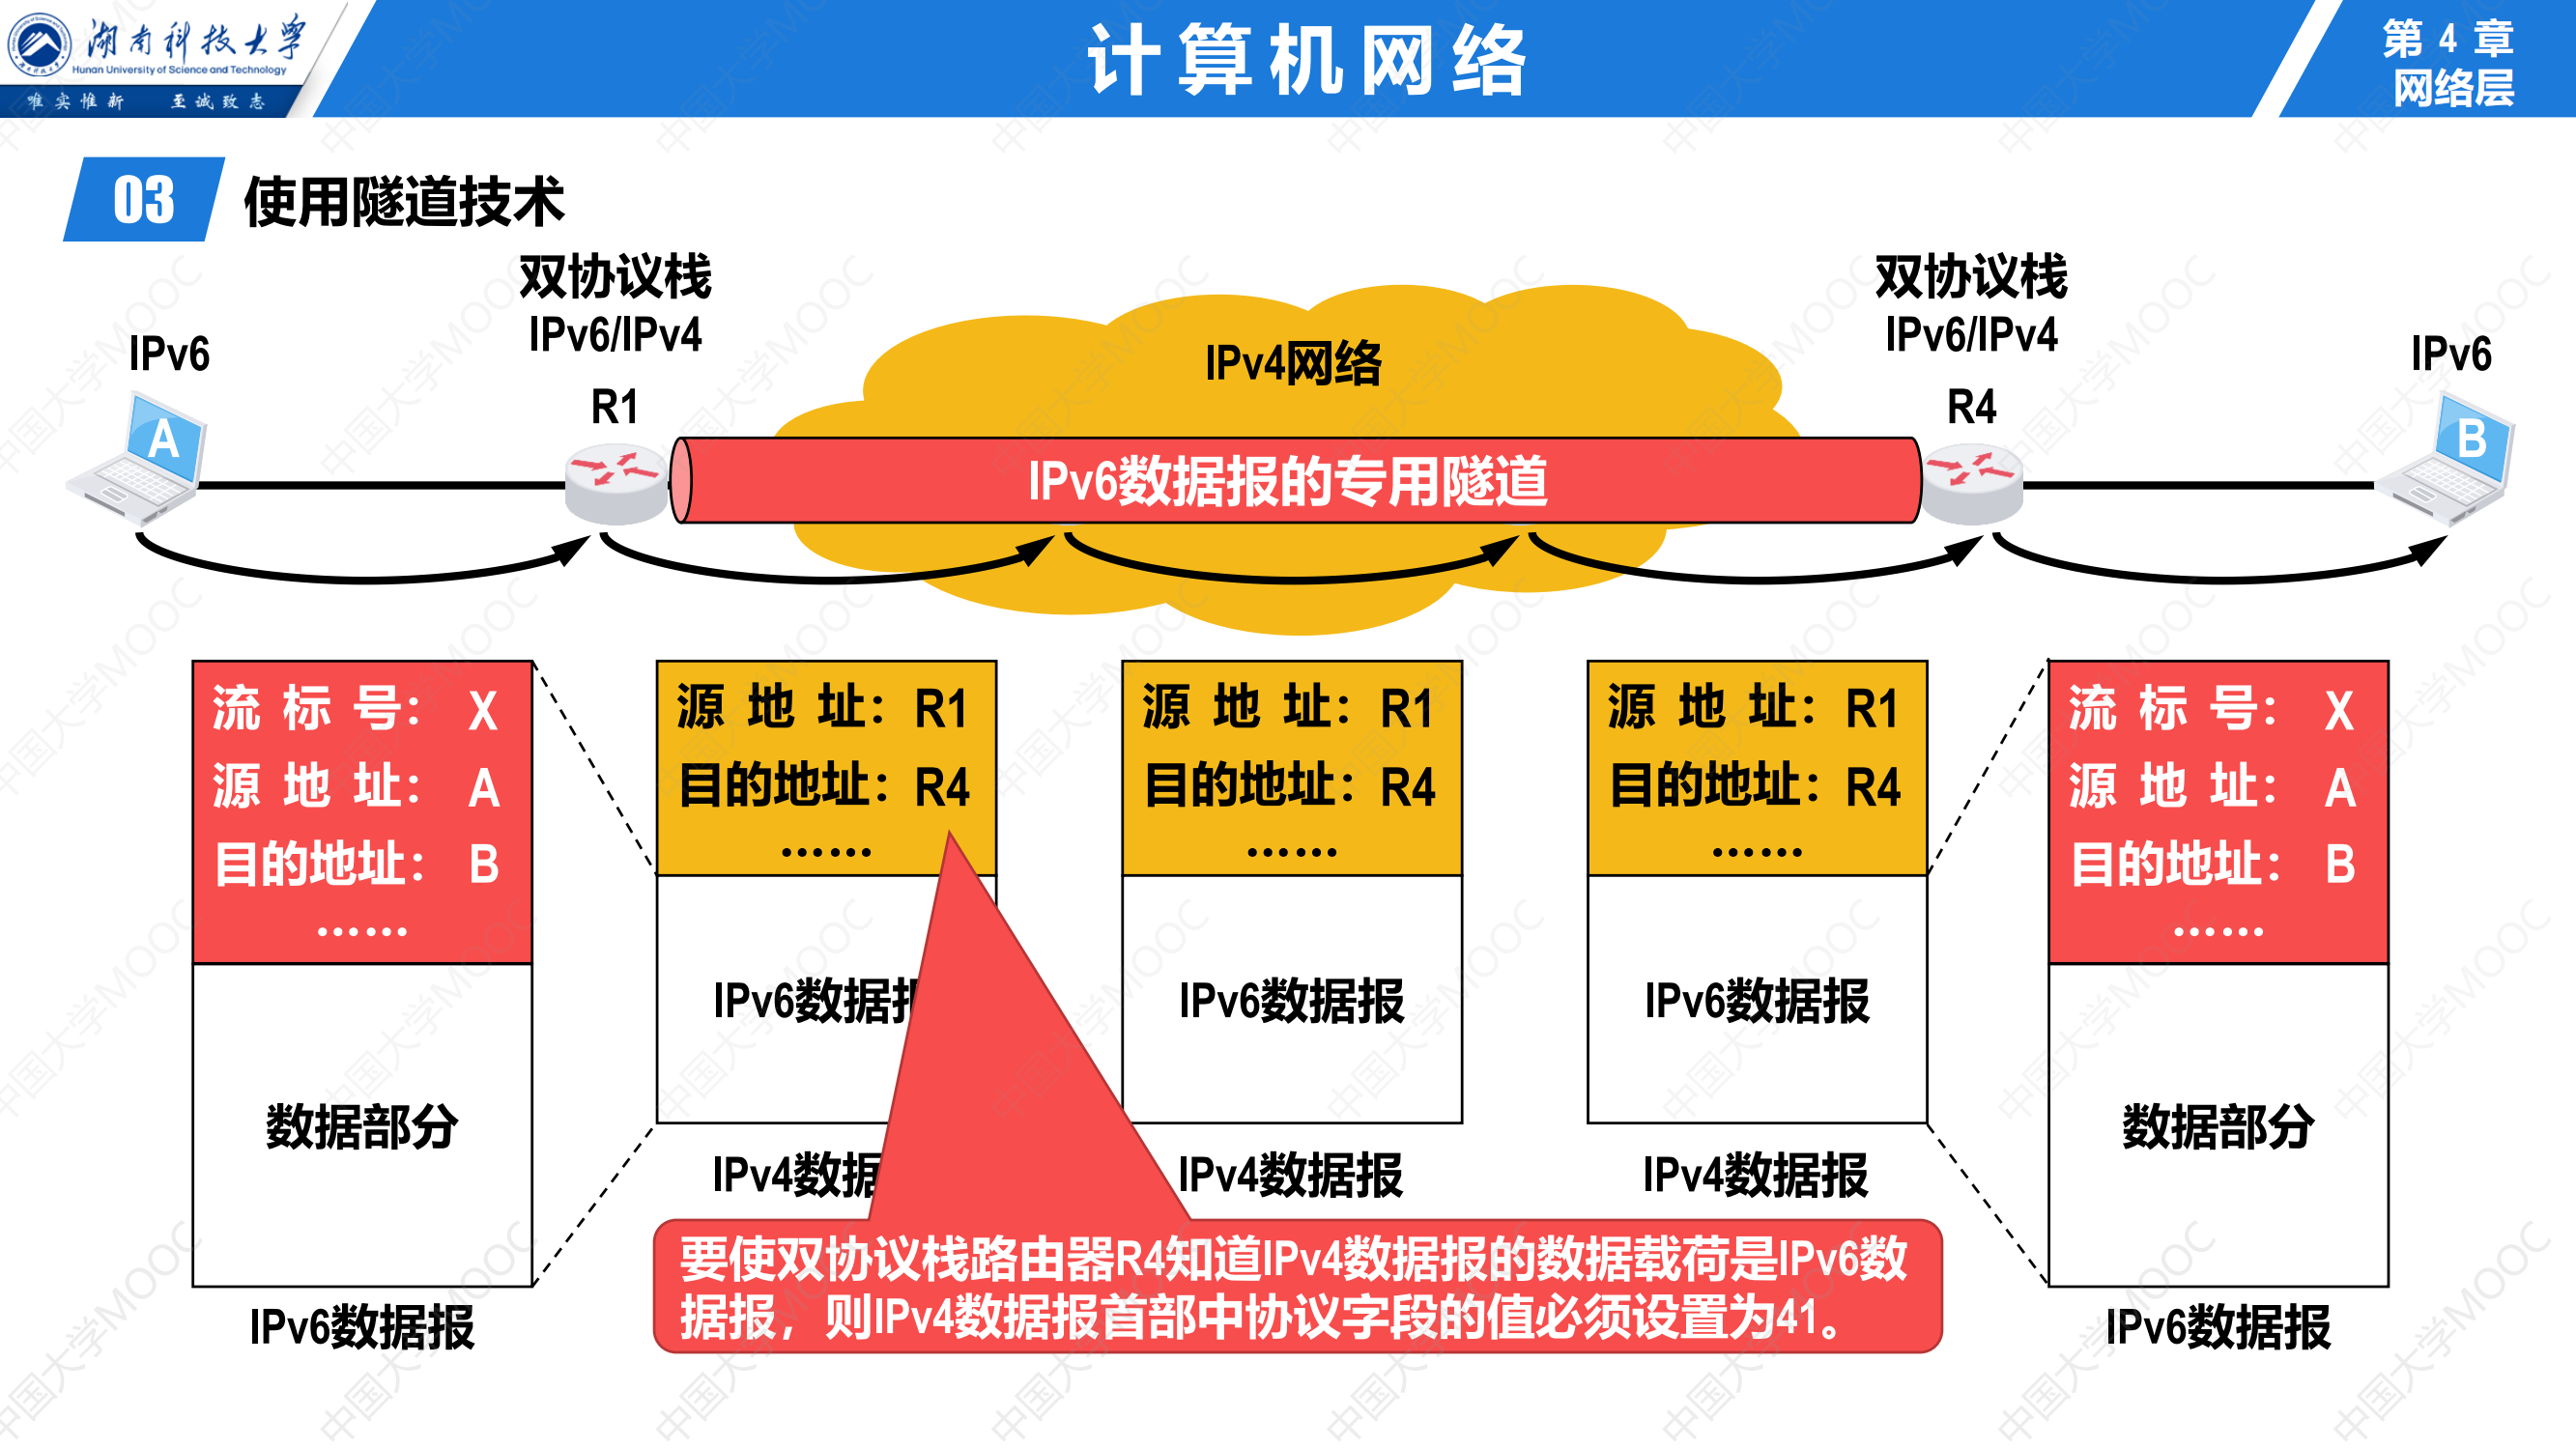 湖南科技大学
Hunan University of Science and Technology
唯实惟新 至诚致志
计算机网络
第 4 章
网络层
03 使用隧道技术
双协议栈
IPv6/IPv4
R1
双协议栈
IPv6/IPv4
R4
IPv6
IPv6
IPv4网络
A
B
IPv6数据报的专用隧道
流 标 号： X
源 地 址： A
目的地址： B
……
数据部分
IPv6数据报
源 地 址：R1
目的地址：R4
……
IPv6数据报
IPv4数据
源 地 址：R1
目的地址：R4
……
IPv6数据报
IPv4数据报
源 地 址：R1
目的地址：R4
……
IPv6数据报
IPv4数据报
流 标 号： X
源 地 址： A
目的地址： B
……
数据部分
IPv6数据报
要使双协议栈路由器R4知道IPv4数据报的数据载荷是IPv6数
据报，则IPv4数据报首部中协议字段的值必须设置为41。
中国大学MOOC